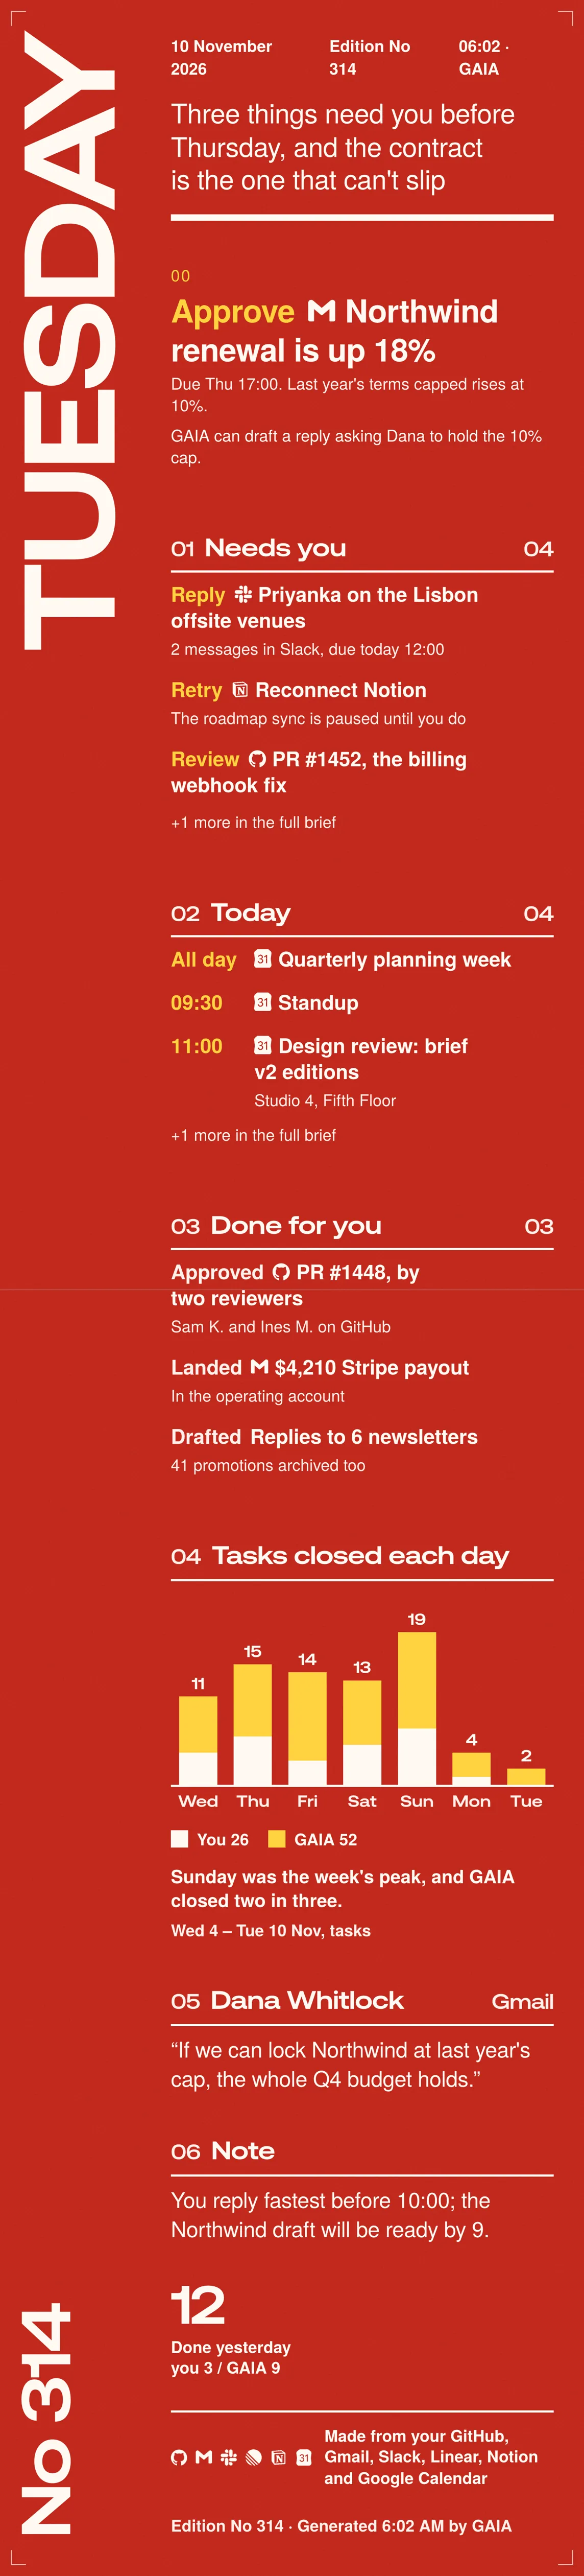 TUESDAY
10 November
2026
Edition No
314
06:02 ·
GAIA
Three things need you before
Thursday, and the contract
is the one that can't slip
00
Approve Northwind
renewal is up 18%
Due Thu 17:00. Last year's terms capped rises at
10%.
GAIA can draft a reply asking Dana to hold the 10%
cap.
01 Needs you 04
Reply Priyanka on the Lisbon
offsite venues
2 messages in Slack, due today 12:00
Retry Reconnect Notion
The roadmap sync is paused until you do
Review PR #1452, the billing
webhook fix
+1 more in the full brief
02 Today 04
All day 31 Quarterly planning week
09:30 31 Standup
11:00 31 Design review: brief
v2 editions
Studio 4, Fifth Floor
+1 more in the full brief
03 Done for you 03
Approved PR #1448, by
two reviewers
Sam K. and Ines M. on GitHub
Landed $4,210 Stripe payout
In the operating account
Drafted Replies to 6 newsletters
41 promotions archived too
04 Tasks closed each day
11 15 14 13 19 4 2
Wed Thu Fri Sat Sun Mon Tue
You 26 GAIA 52
Sunday was the week's peak, and GAIA
closed two in three.
Wed 4 – Tue 10 Nov, tasks
05 Dana Whitlock Gmail
“If we can lock Northwind at last year's
cap, the whole Q4 budget holds.”
06 Note
You reply fastest before 10:00; the
Northwind draft will be ready by 9.
12
Done yesterday
you 3 / GAIA 9
No 314
31
Made from your GitHub,
Gmail, Slack, Linear, Notion
and Google Calendar
Edition No 314 · Generated 6:02 AM by GAIA